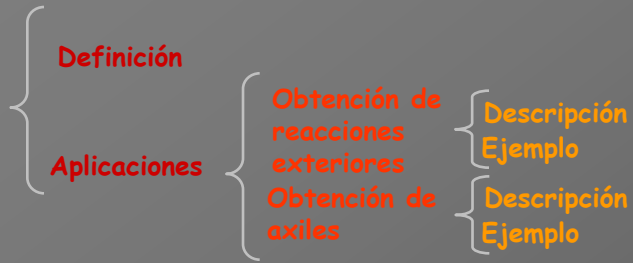 Definición
Aplicaciones
Obtención de
reacciones
exteriores
Descripción
Ejemplo
Obtención de
axiles
Descripción
Ejemplo